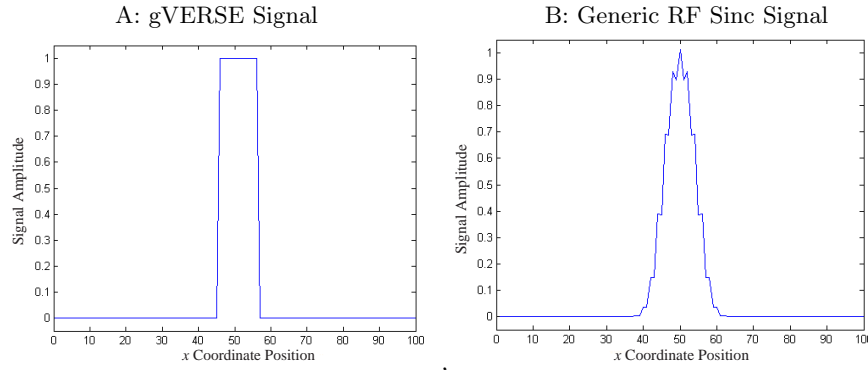 A: gVERSE Signal
1
0.9
0.8
0.7
0.6
0.5
0.4
0.3
0.2
0.1
0
Signal Amplitude
0 10 20 30 40 50 60 70 80 90 100
x Coordinate Position
,
B: Generic RF Sinc Signal
1
0.9
0.8
0.7
0.6
0.5
0.4
0.3
0.2
0.1
0
Signal Amplitude
0 10 20 30 40 50 60 70 80 90 100
x Coordinate Position